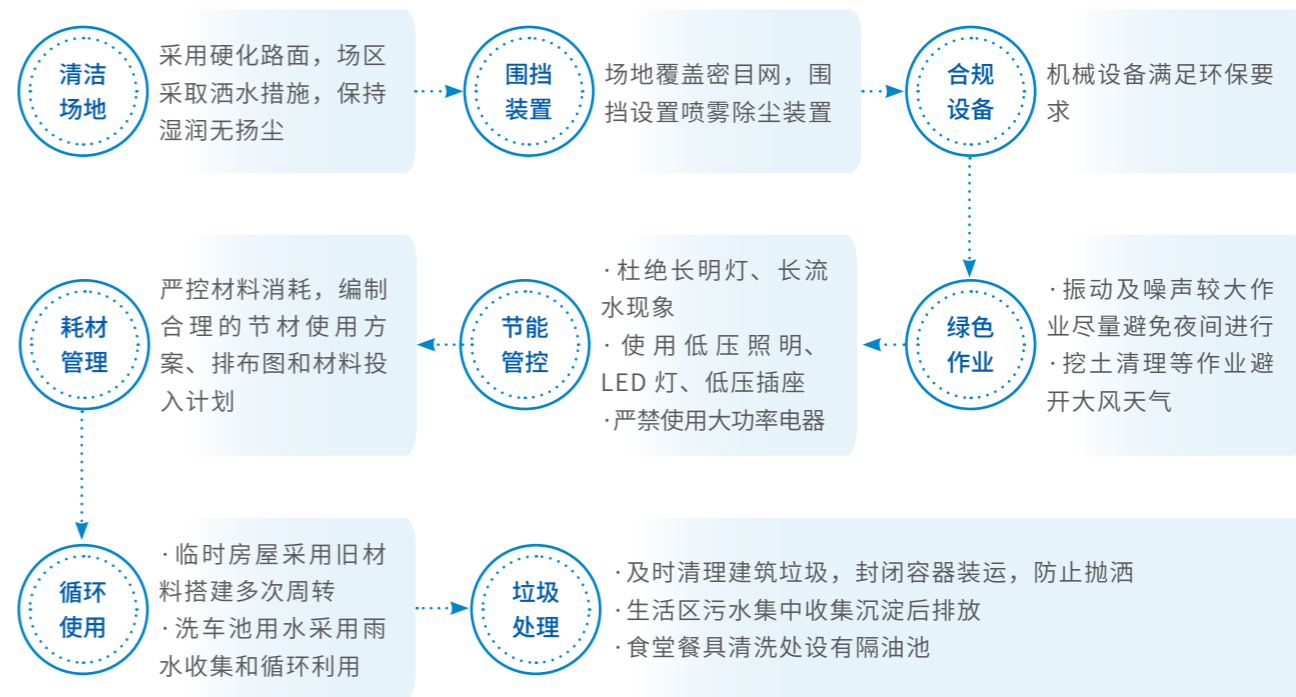 清洁
场地
采用硬化路面，场区
采取洒水措施，保持
湿润无扬尘
围挡
装置
场地覆盖密目网，围
挡设置喷雾除尘装置
合规
设备
机械设备满足环保要
求
绿色
作业
·振动及噪声较大作
业尽量避免夜间进行
·挖土清理等作业避
开大风天气
节能
管控
·杜绝长明灯、长流
水现象
·使用低压照明、
LED 灯、低压插座
·严禁使用大功率电器
耗材
管理
严控材料消耗，编制
合理的节材使用方
案、排布图和材料投
入计划
循环
使用
·临时房屋采用旧材
料搭建多次周转
·洗车池用水采用雨
水收集和循环利用
垃圾
处理
·及时清理建筑垃圾，封闭容器装运，防止抛洒
·生活区污水集中收集沉淀后排放
·食堂餐具清洗处设有隔油池